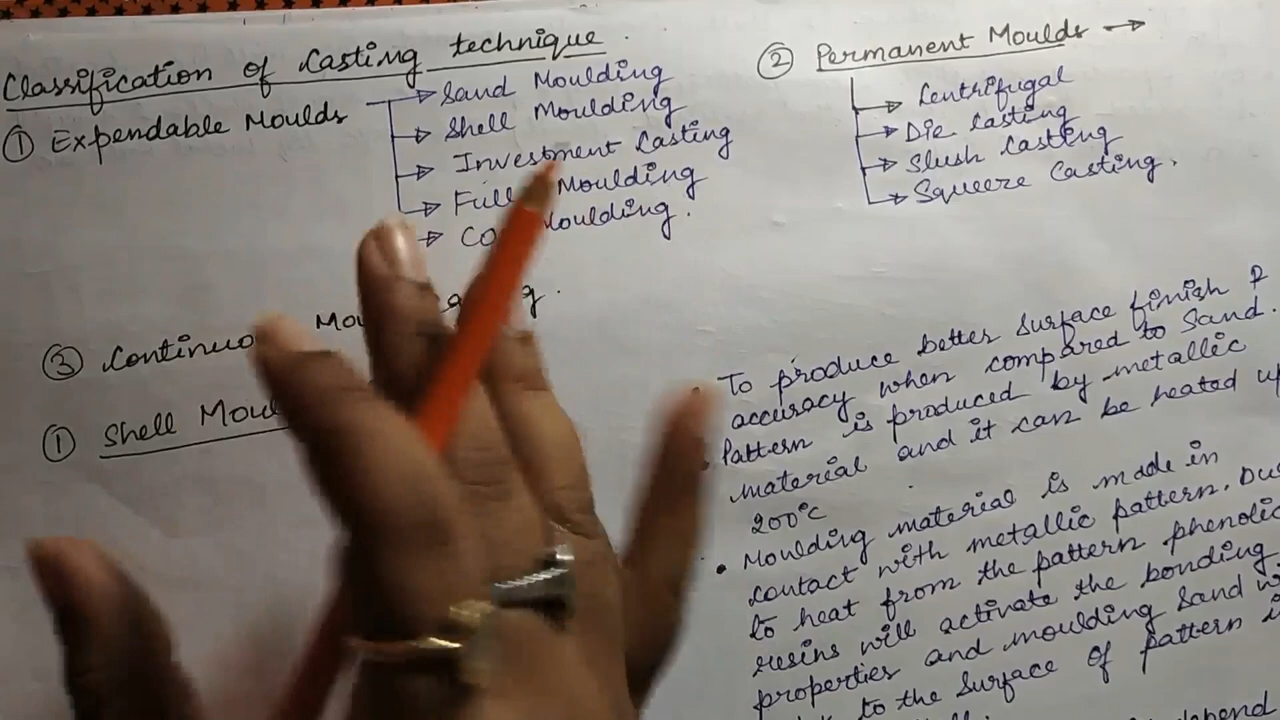 Classification of Casting technique.
① Expendable Moulds
Sand Moulding
Shell Moulding
Investment Casting
Full Moulding
Moulding.
② Permanent Moulds →
Centrifugal
Die Casting
Slush Casting
Squeeze Casting.
③
① Shell
• To produce better surface finish &
accuracy when compared to sand.
• Pattern is produced by metallic
material and it can be heated
200°C
• Moulding material is made in
contact with metallic pattern.
to heat from the pattern
resins will activate the bonding
properties and moulding sand
to the surface of pattern
depend